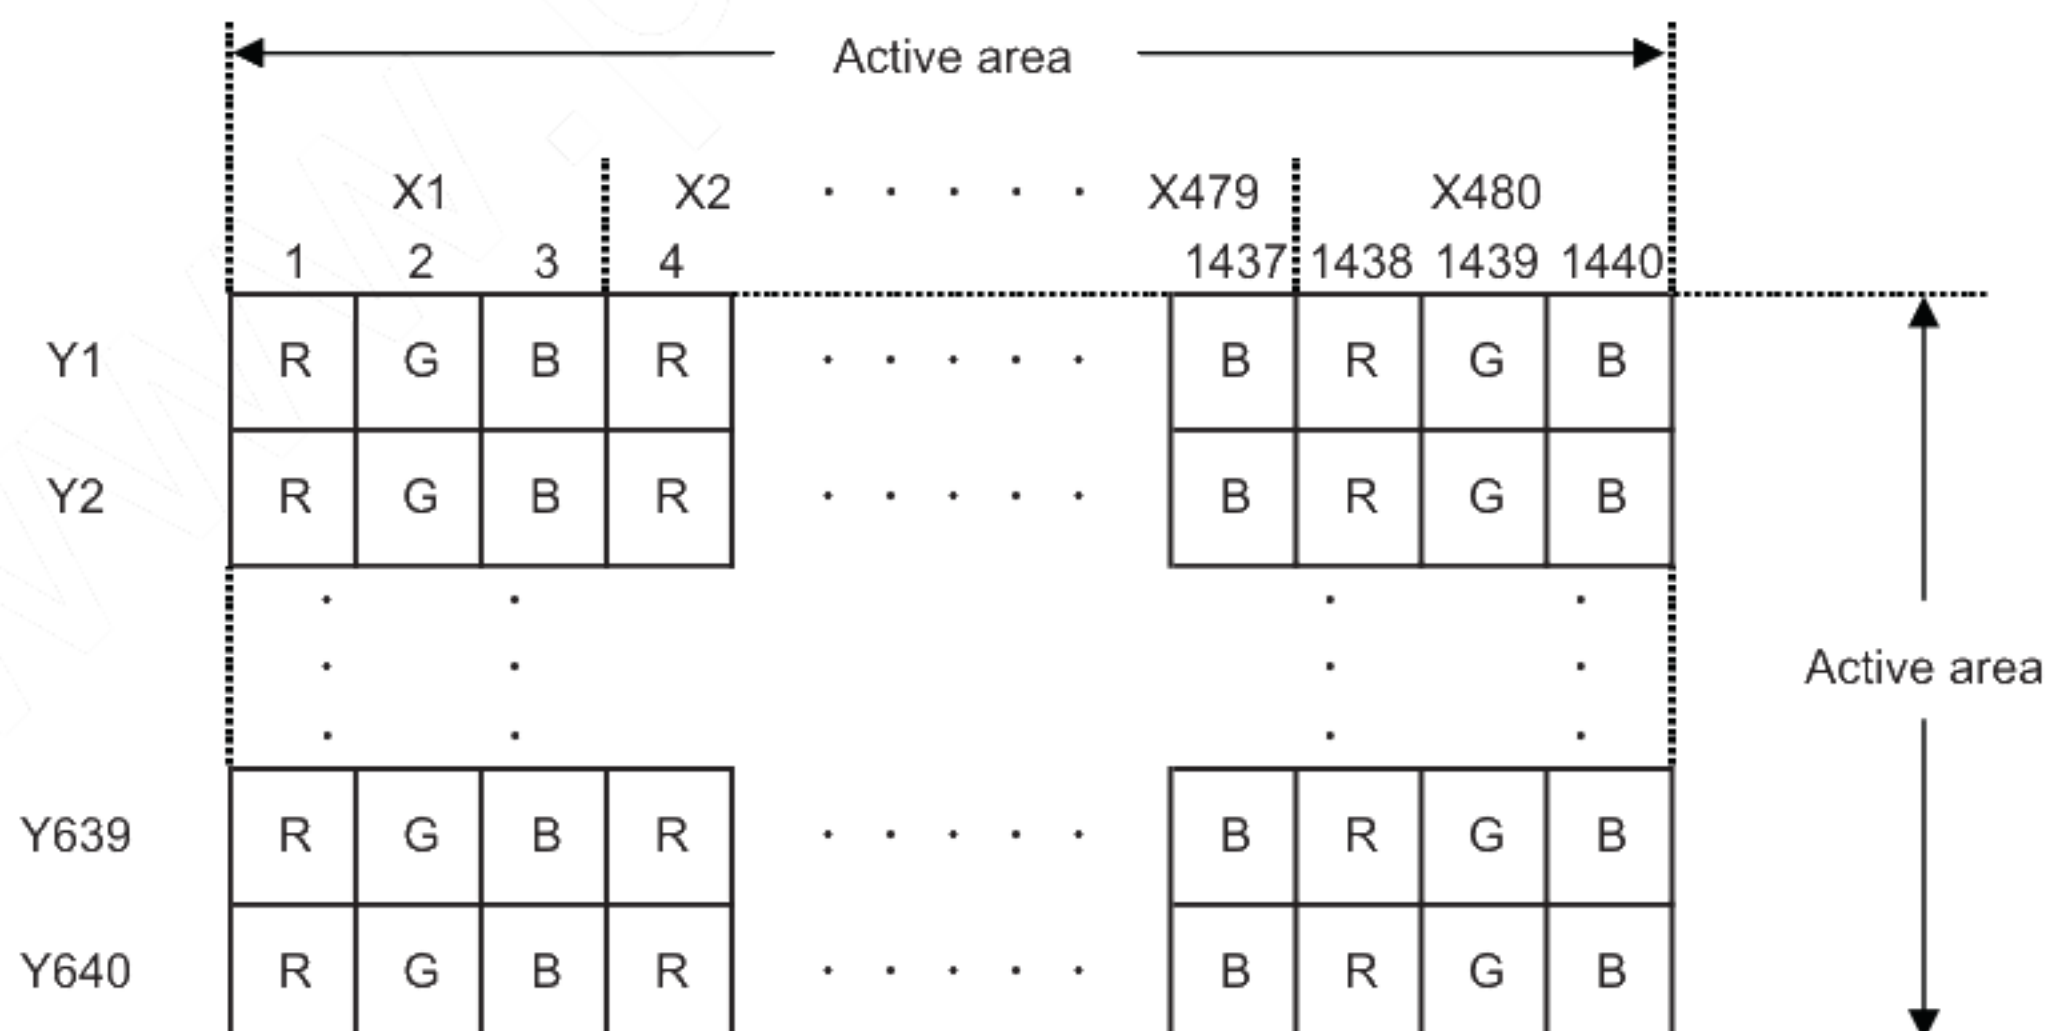 Active area
X1 X2 . . . . . X479 X480
1 2 3 4 1437 1438 1439 1440
Y1 R G B R . . . . . B R G B
Y2 R G B R . . . . . B R G B
Active area
Y639 R G B R . . . . . B R G B
Y640 R G B R . . . . . B R G B